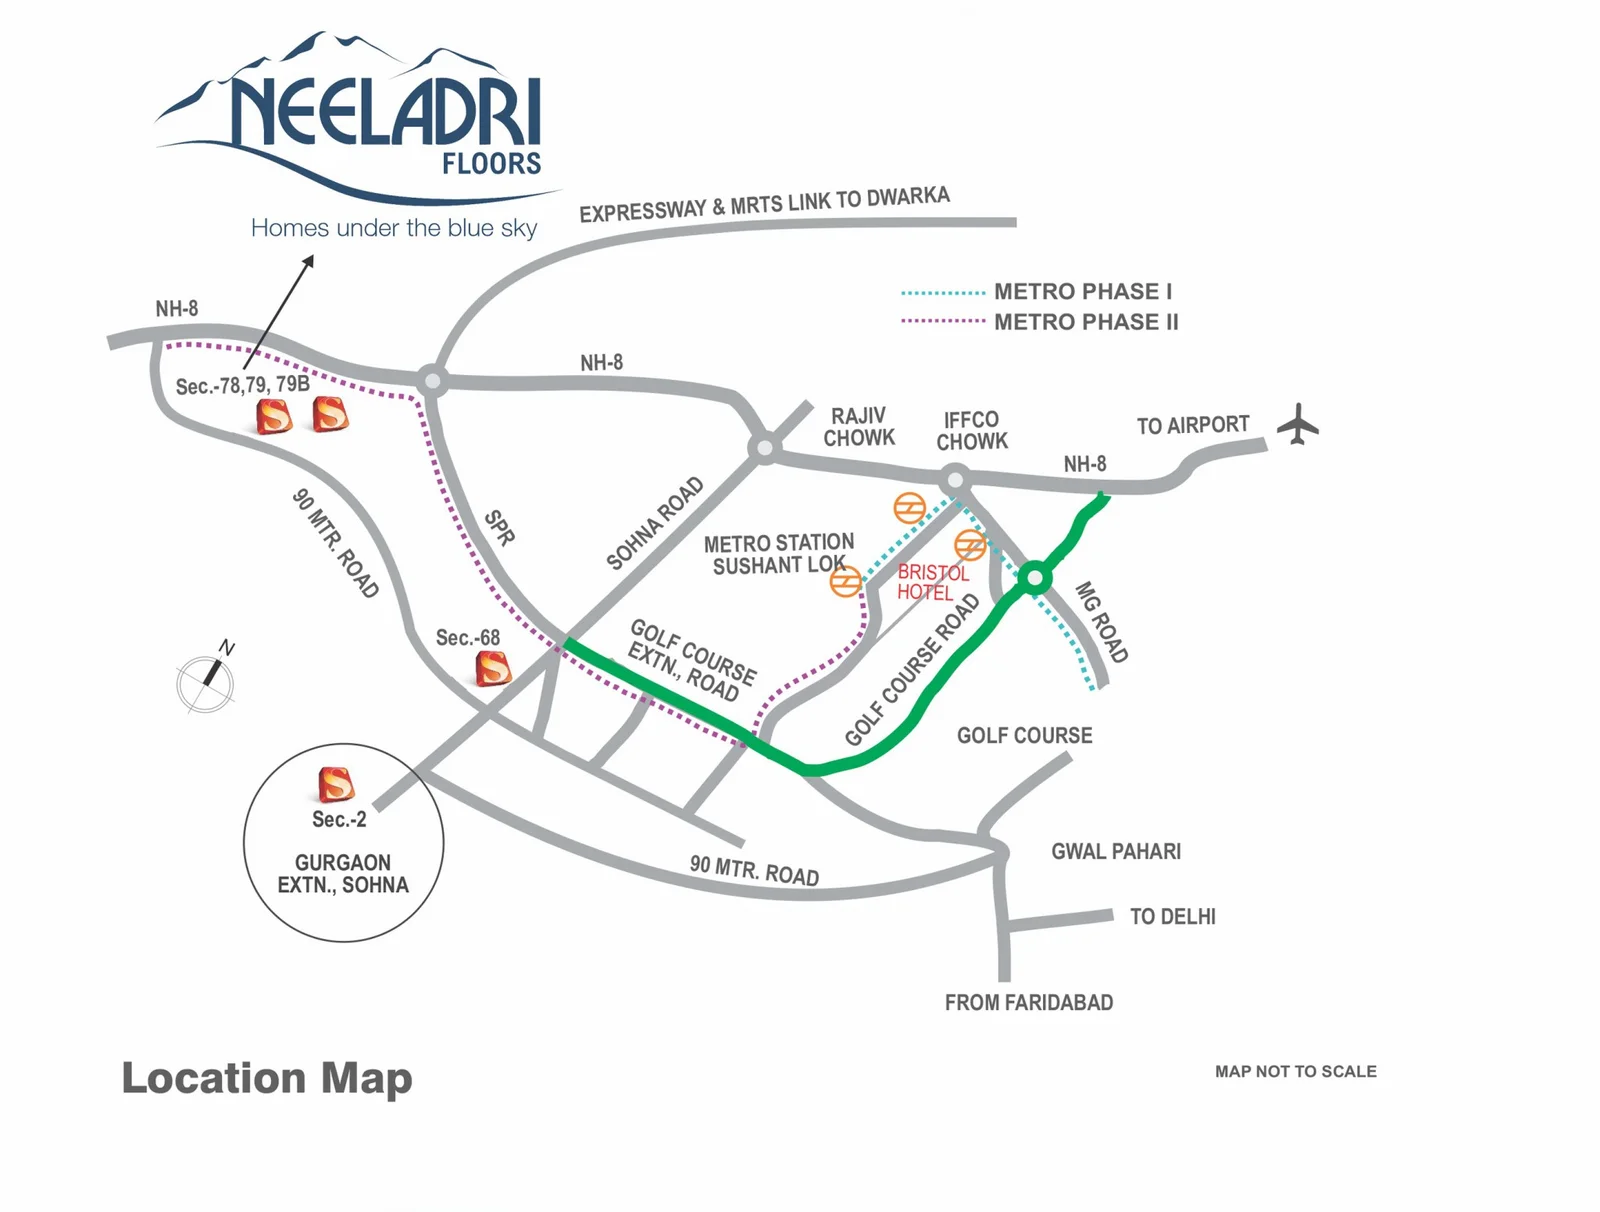 NEELADRI
FLOORS
Homes under the blue sky
EXPRESSWAY & MRTS LINK TO DWARKA
METRO PHASE I
METRO PHASE II
NH-8
NH-8
Sec.-78,79, 79B
S
S
RAJIV
CHOWK
IFFCO
CHOWK
TO AIRPORT
NH-8
90 MTR. ROAD
SPR
SOHNA ROAD
METRO STATION
SUSHANT LOK
BRISTOL
HOTEL
MG ROAD
GOLF COURSE ROAD
GOLF COURSE
EXTN., ROAD
Sec.-68
S
N
GOLF COURSE
S
Sec.-2
GURGAON
EXTN., SOHNA
90 MTR. ROAD
GWAL PAHARI
TO DELHI
FROM FARIDABAD
Location Map
MAP NOT TO SCALE